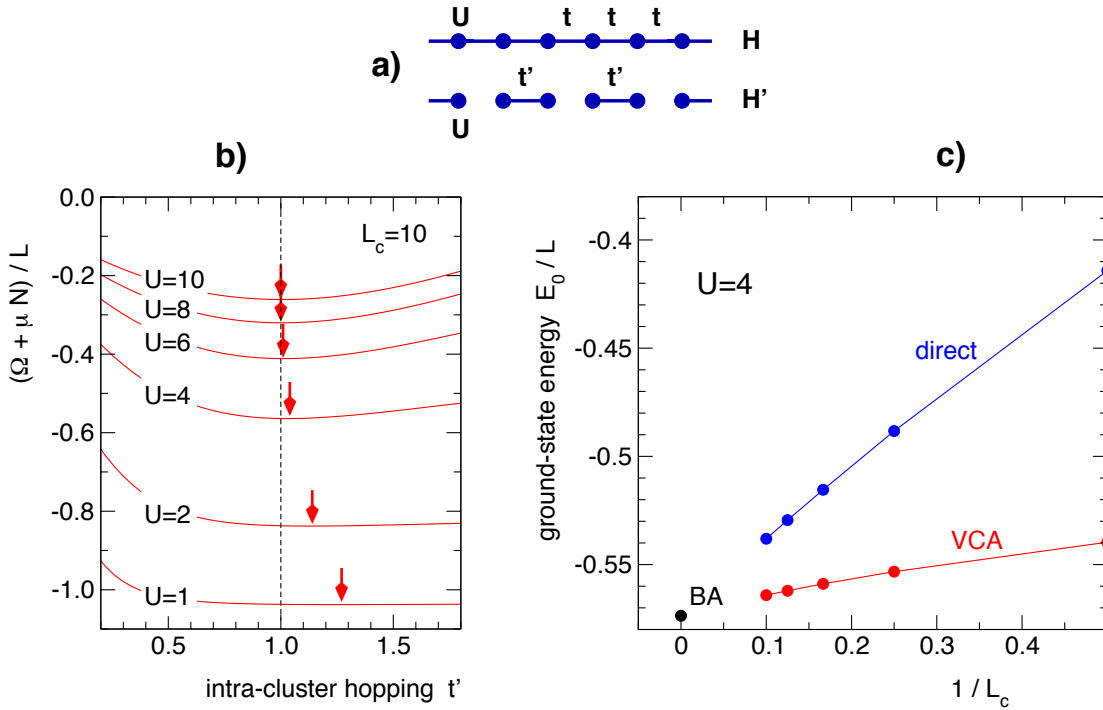 U t t t
H
a)
t' t'
H'
U
b)
c)
(Ω + μ N) / L
0.0
-0.2
-0.4
-0.6
-0.8
-1.0
L_c=10
U=10
U=8
U=6
U=4
U=2
U=1
0.5 1.0 1.5
intra-cluster hopping t'
ground-state energy E_0 / L
-0.4
-0.45
-0.5
-0.55
U=4
direct
VCA
BA
0 0.1 0.2 0.3 0.4
1 / L_c